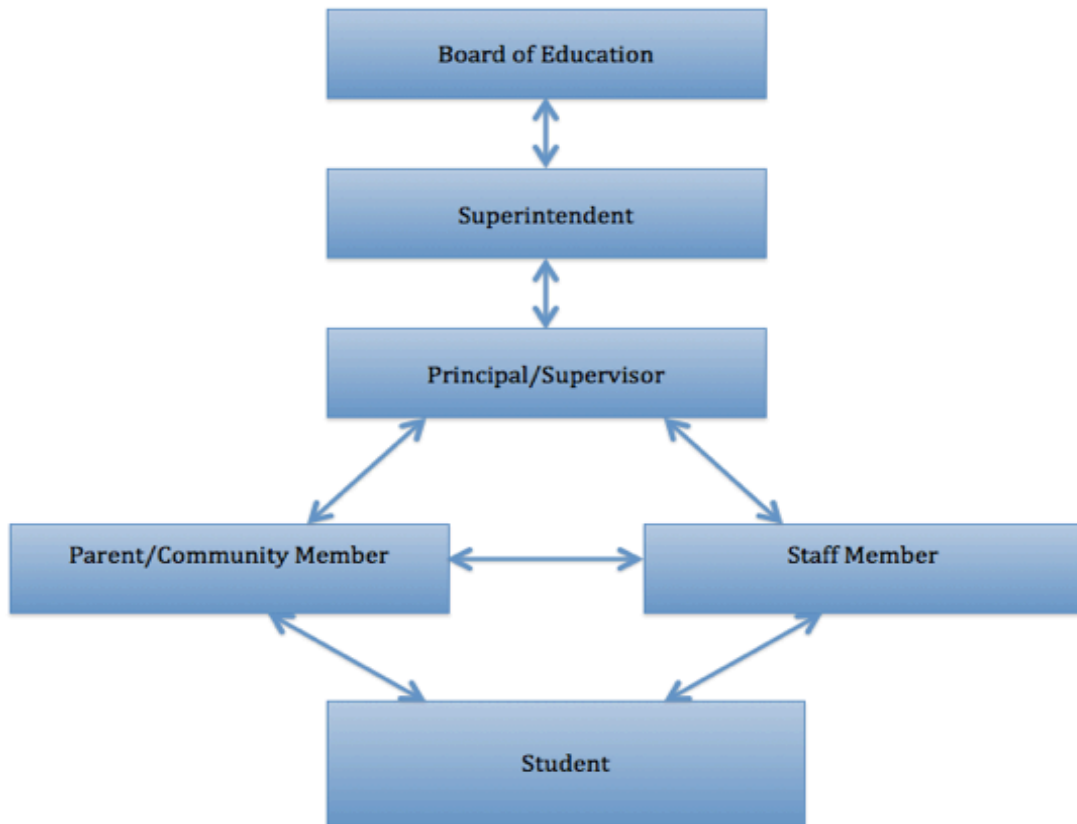 Board of Education
Superintendent
Principal/Supervisor
Parent/Community Member
Staff Member
Student